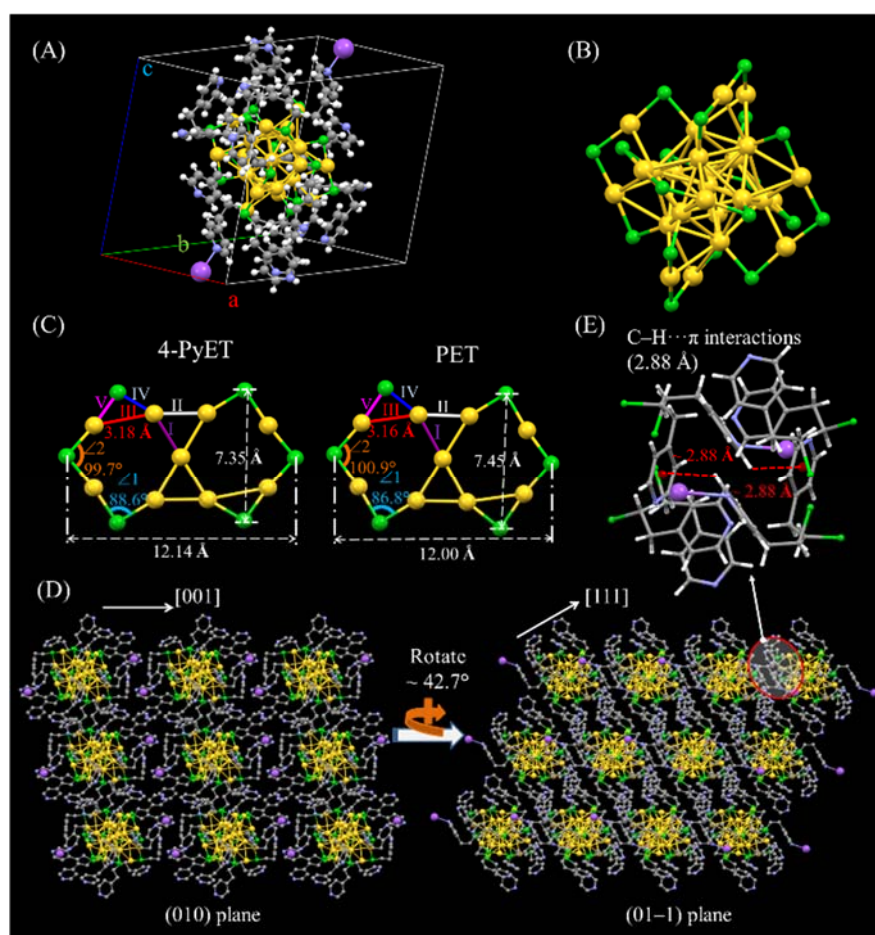 (A)
c
b
a
(B)
(C)
4-PyET
PET
V
IV
III
II
I
3.18 Å
∠2
99.7°
∠1
88.6°
7.35 Å
12.14 Å
V
IV
III
II
I
3.16 Å
∠2
100.9°
∠1
86.8°
7.45 Å
12.00 Å
(E)
C–H···π interactions
(2.88 Å)
~ 2.88 Å
~ 2.88 Å
(D)
[001]
[111]
Rotate
~ 42.7°
(010) plane
(01–1) plane